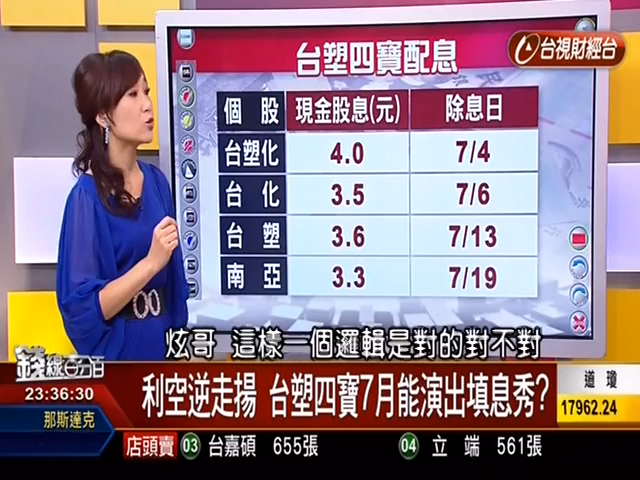 台視財經台
台塑四寶配息
個股 現金股息(元) 除息日
台塑化 4.0 7/4
台化 3.5 7/6
台塑 3.6 7/13
南亞 3.3 7/19
炫哥 這樣一個邏輯是對的對不對
錢線百分百
23:36:30
利空逆走揚 台塑四寶7月能演出填息秀?
道瓊
17962.24
那斯達克
店頭賣 03 台嘉碩 655張 04 立端 561張